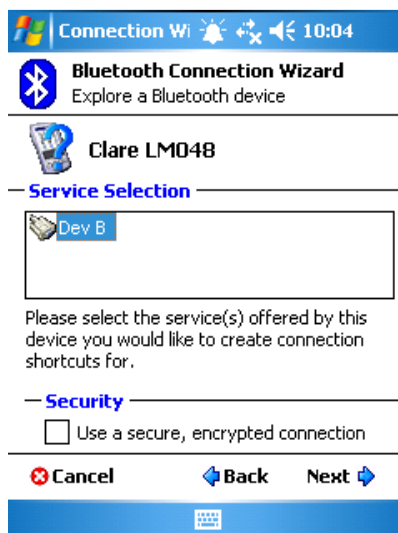 Connection Wi 10:04
Bluetooth Connection Wizard
Explore a Bluetooth device
Clare LM048
Service Selection
Dev B
Please select the service(s) offered by this
device you would like to create connection
shortcuts for.
Security
Use a secure, encrypted connection
Cancel Back Next